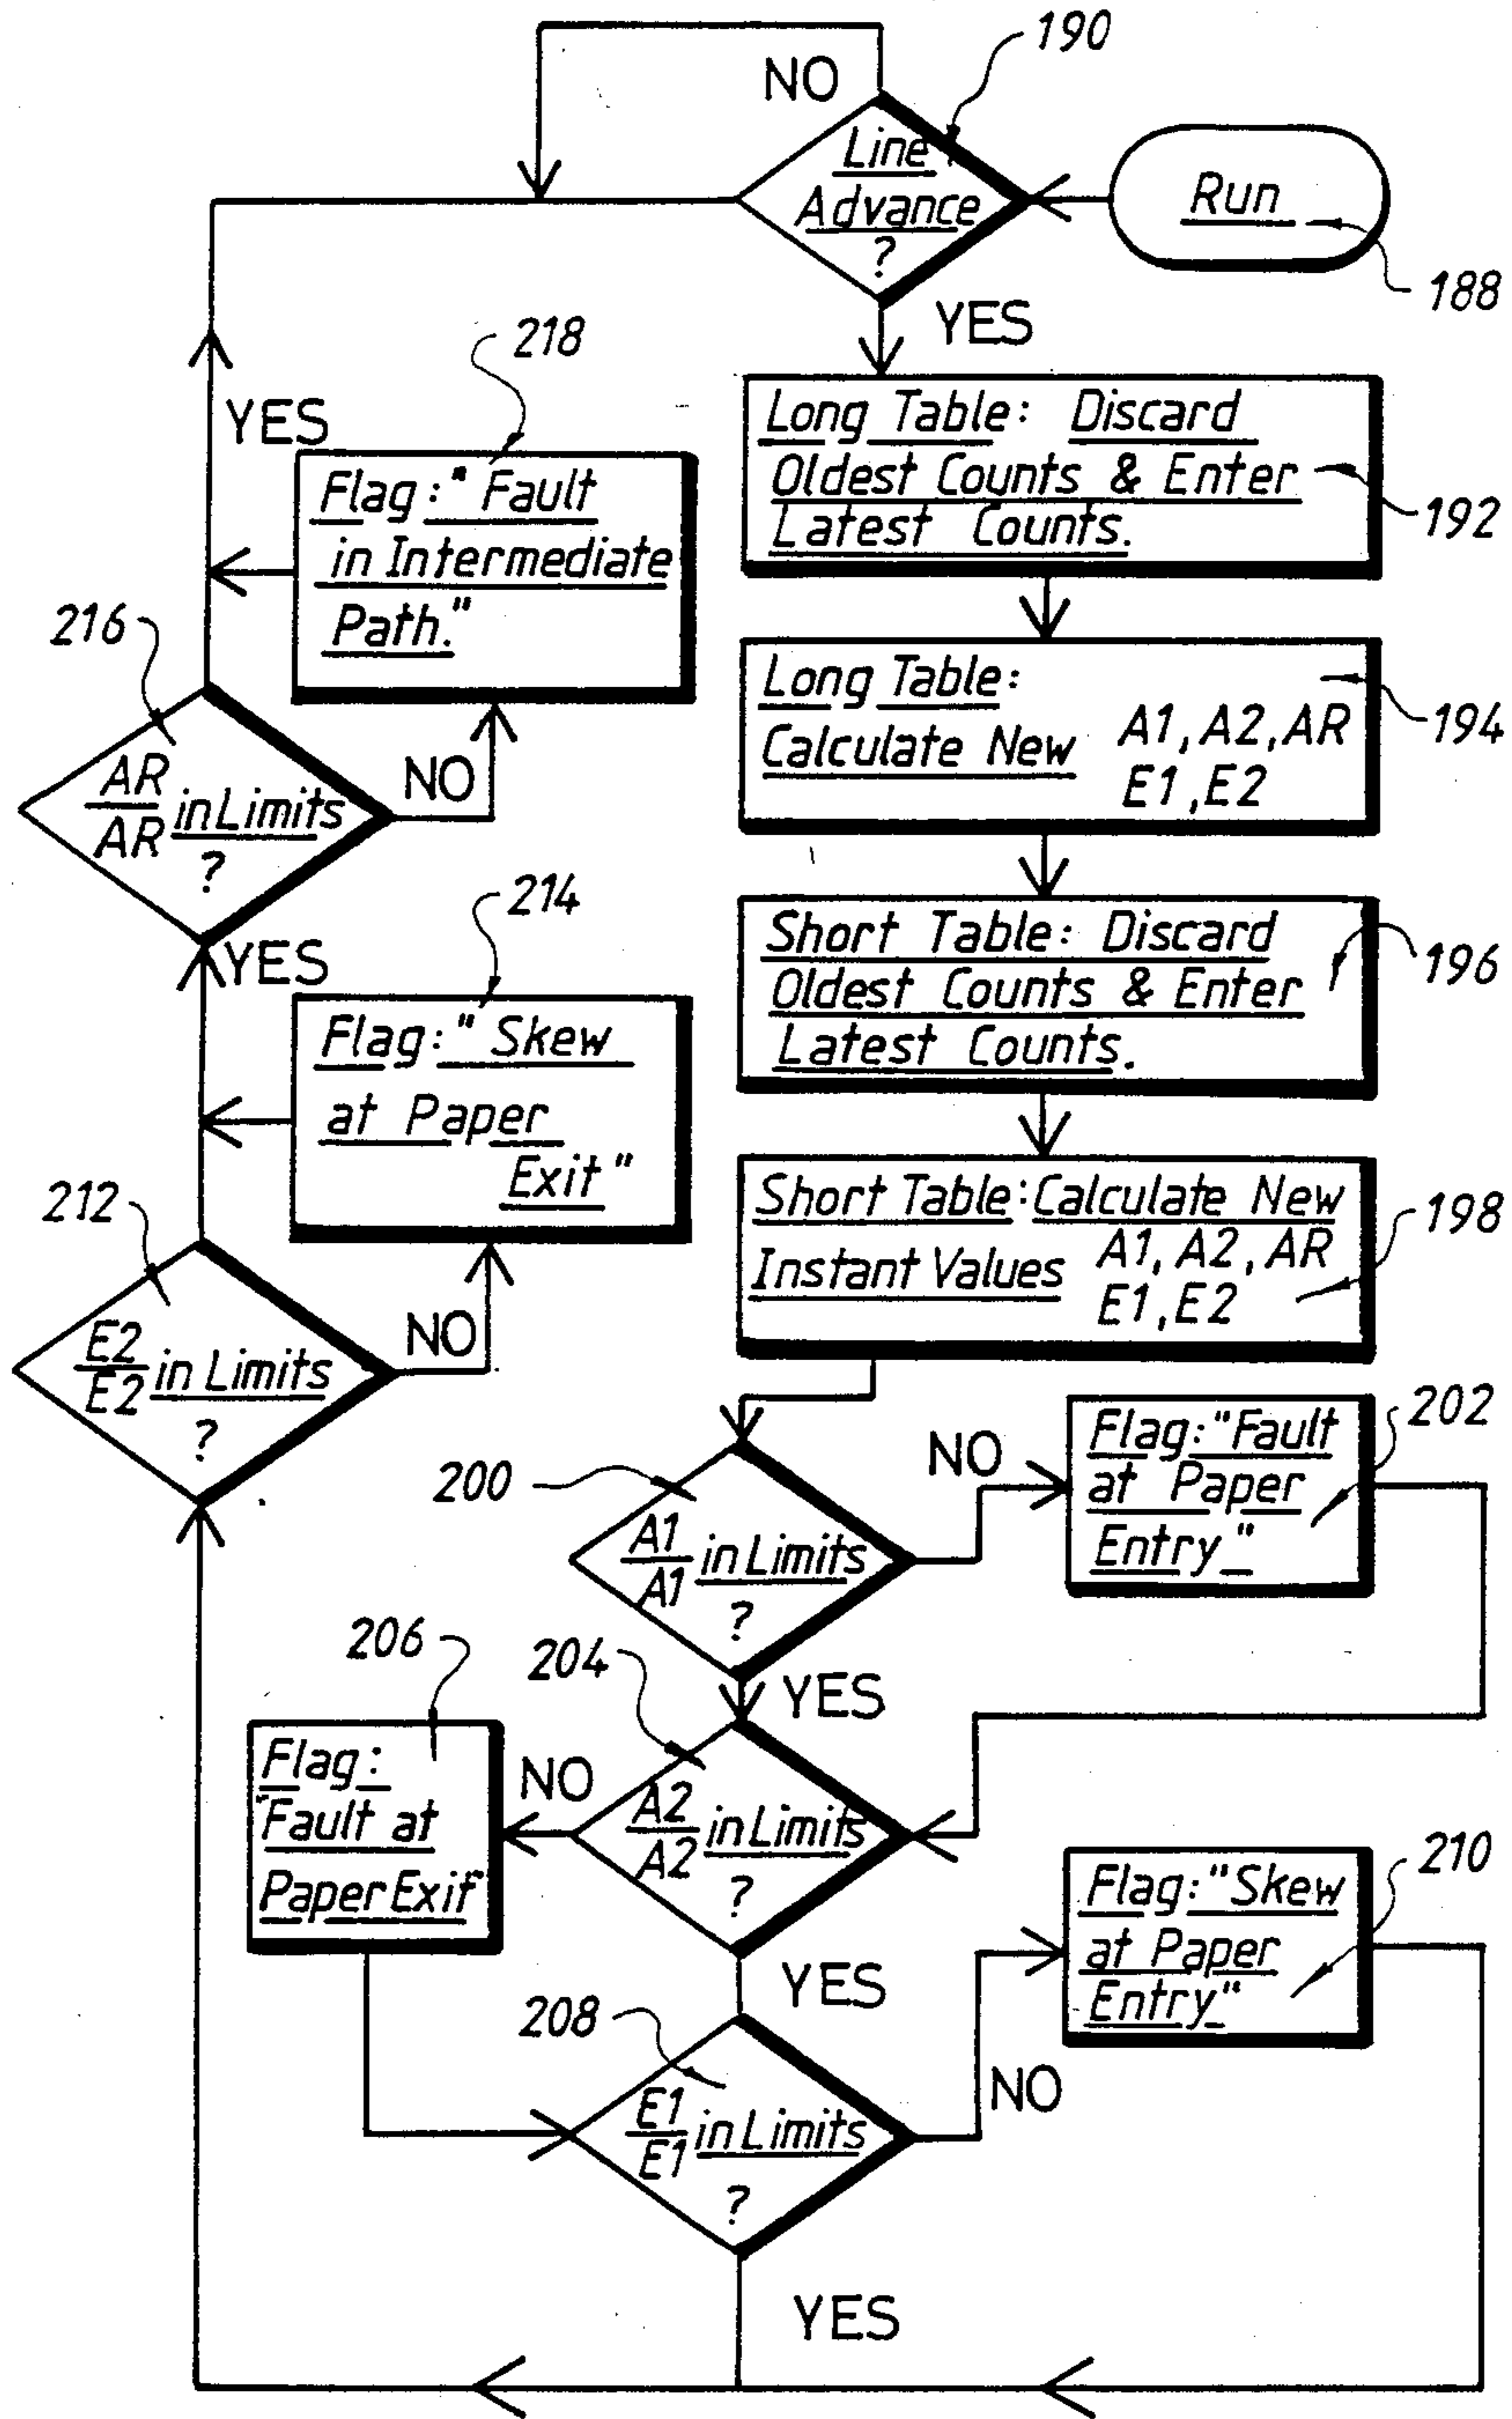 190
NO
Line
Advance
?
Run
188
YES
Long Table: Discard
Oldest Counts & Enter
Latest Counts.
192
Long Table:
Calculate New A1, A2, AR
E1, E2
194
Short Table: Discard
Oldest Counts & Enter
Latest Counts.
196
Short Table: Calculate New
Instant Values A1, A2, AR
E1, E2
198
200
A1
A1 in Limits
?
NO
Flag: "Fault
at Paper
Entry"
202
YES
204
A2
A2 in Limits
?
NO
206
Flag:
"Fault at
Paper Exit"
YES
208
E1
E1 in Limits
?
NO
Flag: "Skew
at Paper
Entry"
210
YES
212
E2
E2 in Limits
?
NO
214
Flag: "Skew
at Paper
Exit"
YES
216
AR
AR in Limits
?
NO
218
Flag: "Fault
in Intermediate
Path."
YES